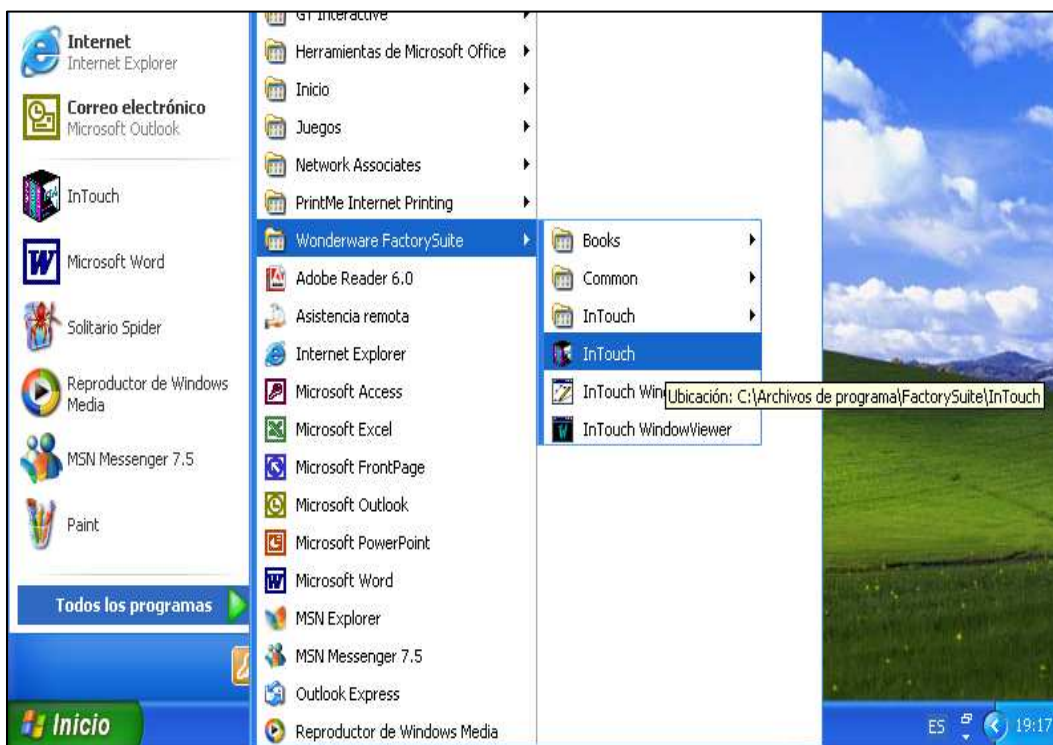 Internet
Internet Explorer
Correo electrónico
Microsoft Outlook
InTouch
Microsoft Word
Solitario Spider
Reproductor de Windows
Media
MSN Messenger 7.5
Paint
Todos los programas
Inicio
GT Interactive
Herramientas de Microsoft Office
Inicio
Juegos
Network Associates
PrintMe Internet Printing
Wonderware FactorySuite
Adobe Reader 6.0
Asistencia remota
Internet Explorer
Microsoft Access
Microsoft Excel
Microsoft FrontPage
Microsoft Outlook
Microsoft PowerPoint
Microsoft Word
MSN Explorer
MSN Messenger 7.5
Outlook Express
Reproductor de Windows Media
Books
Common
InTouch
InTouch
InTouch
Ubicación: C:\Archivos de programa\FactorySuite\InTouch
InTouch WindowViewer
ES
19:17